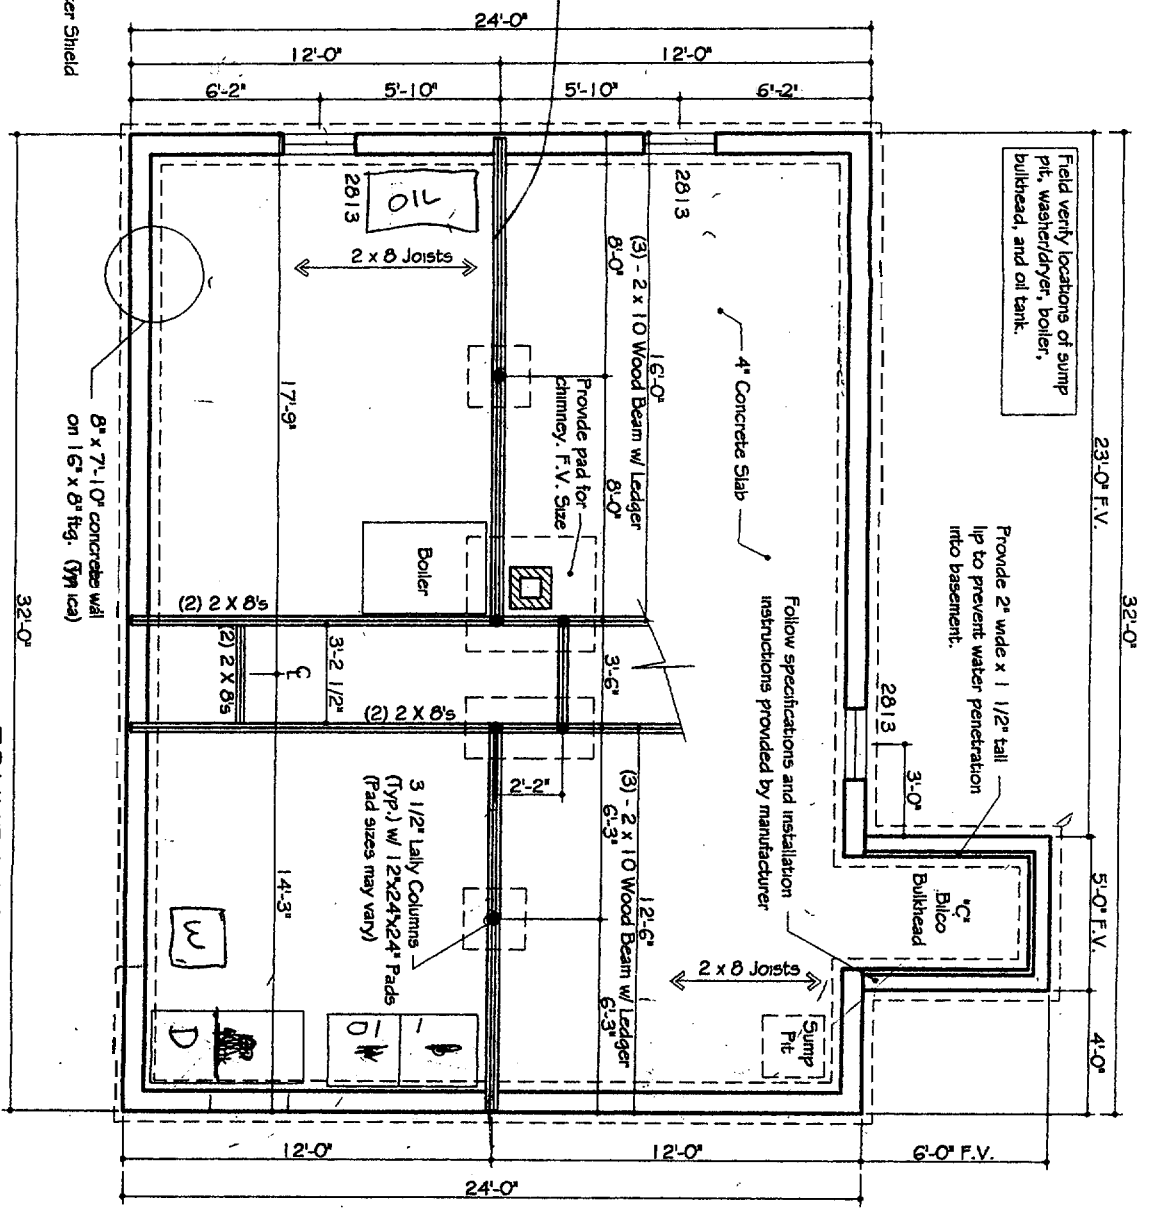 er Shield
24'-0"
12'-0"
12'-0"
6'-2"
5'-10"
5'-10"
6'-2"
Field verify locations of sump
pit, washer/dryer, boiler,
bulkhead, and oil tank.
2813
OIL
2813
2 x 8 Joists
(3) - 2 x 10 Wood Beam w/ Ledger
8'-0"
16'-0"
8'-0"
4" Concrete Slab
17'-9"
Provide pad for
chimney. F.V. Size
8" x 7'-10" concrete wall
on 16" x 8" ftg.
23'-0" F.V.
32'-0"
32'-0"
Provide 2" wide x 1 1/2" tall
lip to prevent water penetration
into basement.
Boiler
(2) 2 X 8's
(2) 2 X 8's
CL
3'-2 1/2"
3'-6"
(2) 2 X 8's
2'-2"
Follow specifications and installation
instructions provided by manufacturer
2813
3'-0"
3 1/2" Lally Columns
(Typ.) w/ 12"x24"x24" Pads
(Pad sizes may vary)
(3) - 2 x 10 Wood Beam w/ Ledger
6'-3"
12'-6"
6'-3"
14'-3"
"C"
Bilco
Bulkhead
5'-0" F.V.
4'-0"
2 x 8 Joists
Sump
Pit
W
D
12'-0"
12'-0"
6'-0" F.V.
24'-0"